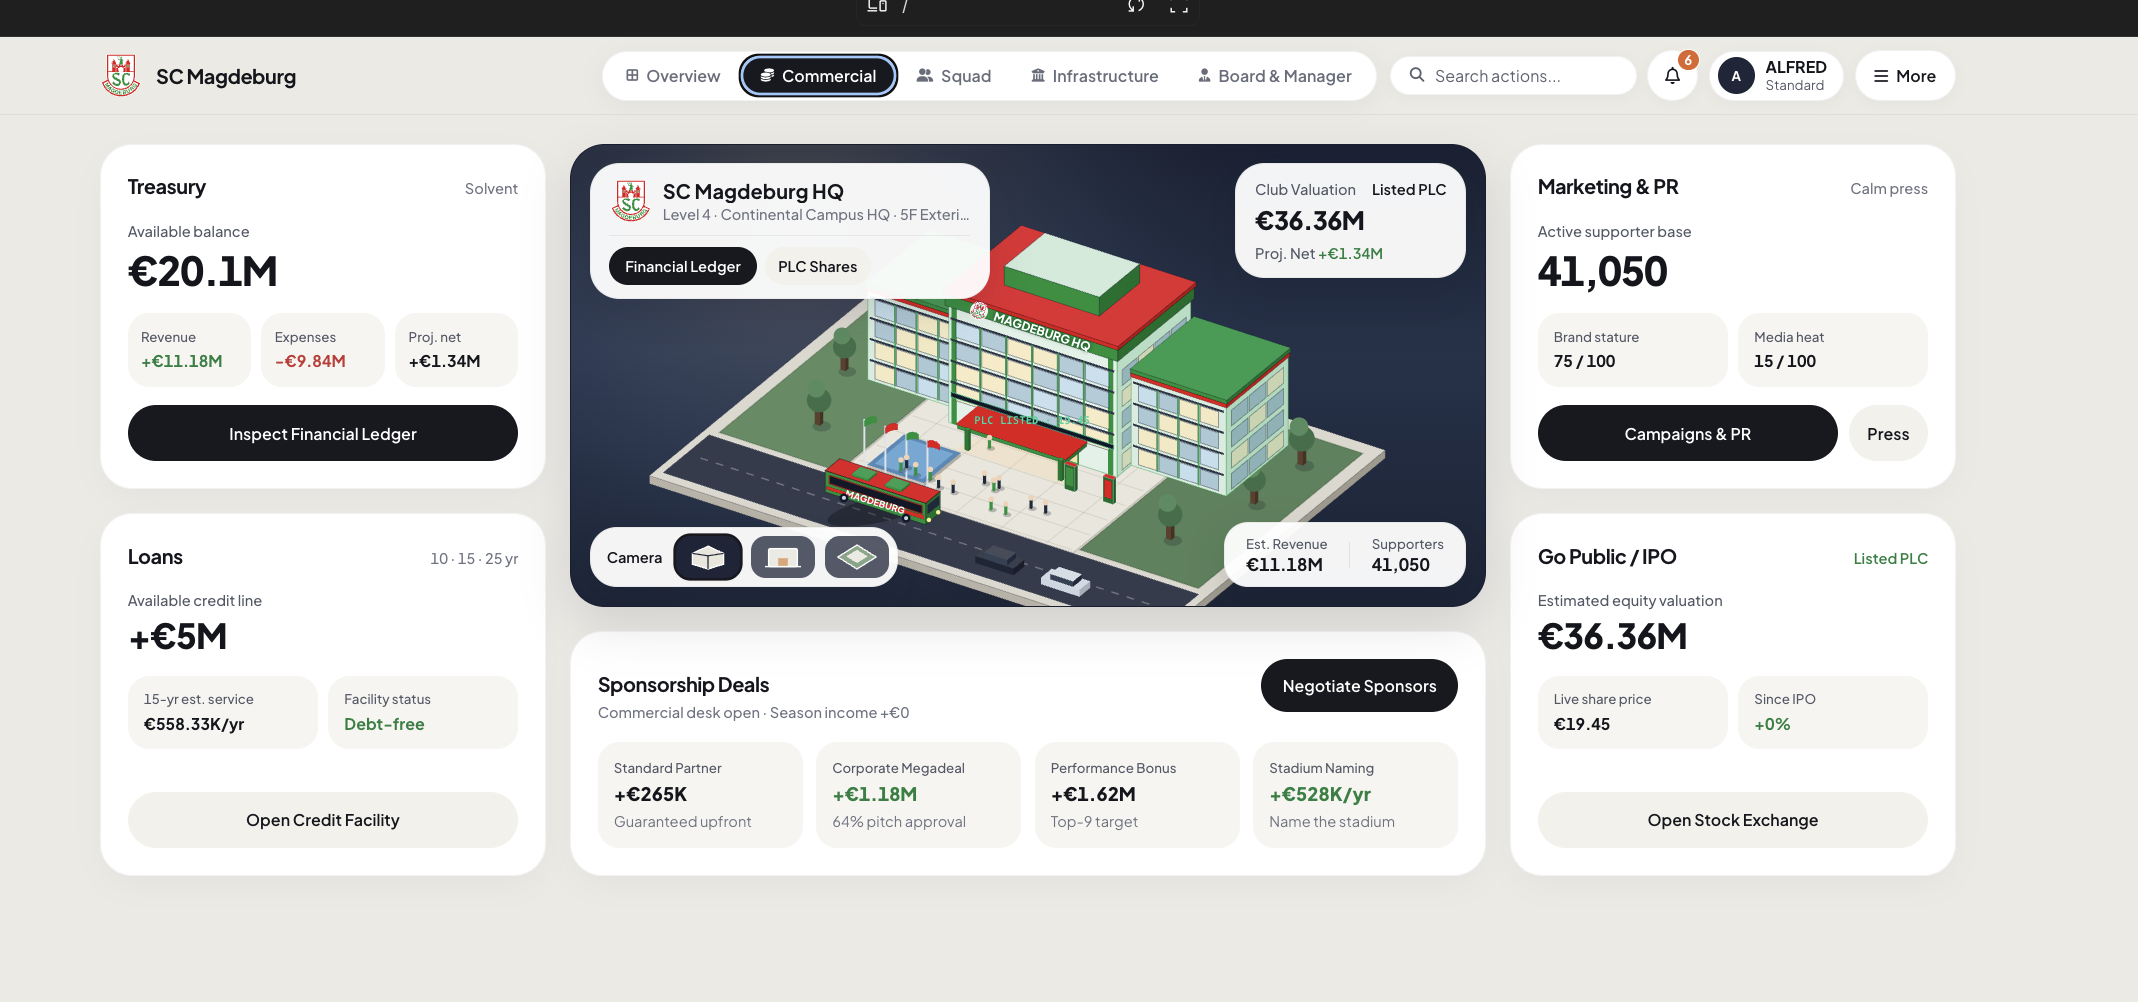 /
SC Magdeburg
Overview
Commercial
Squad
Infrastructure
Board & Manager
Search actions...
6
A
ALFRED
Standard
More
Treasury
Solvent
Available balance
€20.1M
Revenue
+€11.18M
Expenses
-€9.84M
Proj. net
+€1.34M
Inspect Financial Ledger
Loans
10 · 15 · 25 yr
Available credit line
+€5M
15-yr est. service
€558.33K/yr
Facility status
Debt-free
Open Credit Facility
SC
SC Magdeburg HQ
Level 4 · Continental Campus HQ · 5F Exteri...
Financial Ledger
PLC Shares
Club Valuation
Listed PLC
€36.36M
Proj. Net +€1.34M
MAGDEBURG HQ
PLC LISTED
MAGDEBURG
Camera
Est. Revenue
€11.18M
Supporters
41,050
Sponsorship Deals
Commercial desk open · Season income +€0
Negotiate Sponsors
Standard Partner
+€265K
Guaranteed upfront
Corporate Megadeal
+€1.18M
64% pitch approval
Performance Bonus
+€1.62M
Top-9 target
Stadium Naming
+€528K/yr
Name the stadium
Marketing & PR
Calm press
Active supporter base
41,050
Brand stature
75 / 100
Media heat
15 / 100
Campaigns & PR
Press
Go Public / IPO
Listed PLC
Estimated equity valuation
€36.36M
Live share price
€19.45
Since IPO
+0%
Open Stock Exchange